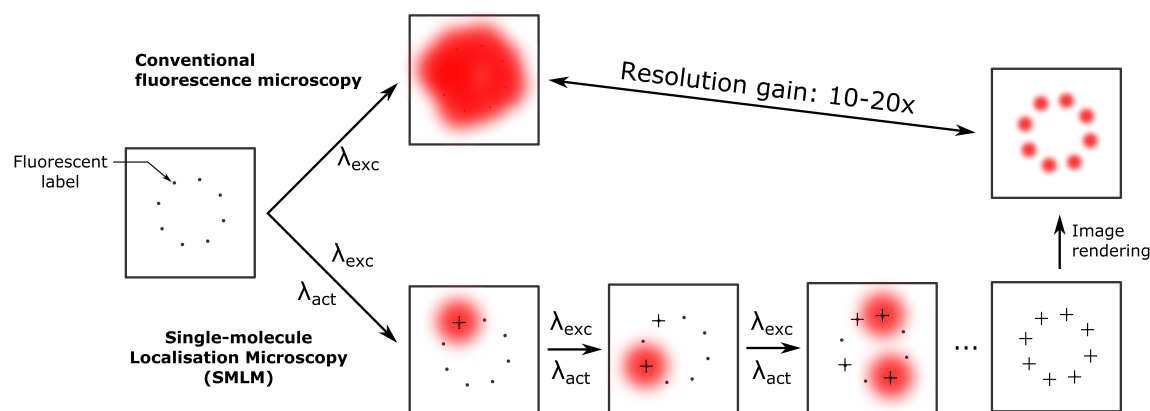 Conventional
fluorescence microscopy
Resolution gain: 10-20x
Fluorescent
label
λexc
λexc
λact
Image
rendering
Single-molecule
Localisation Microscopy
(SMLM)
λexc
λact
λexc
λact
...